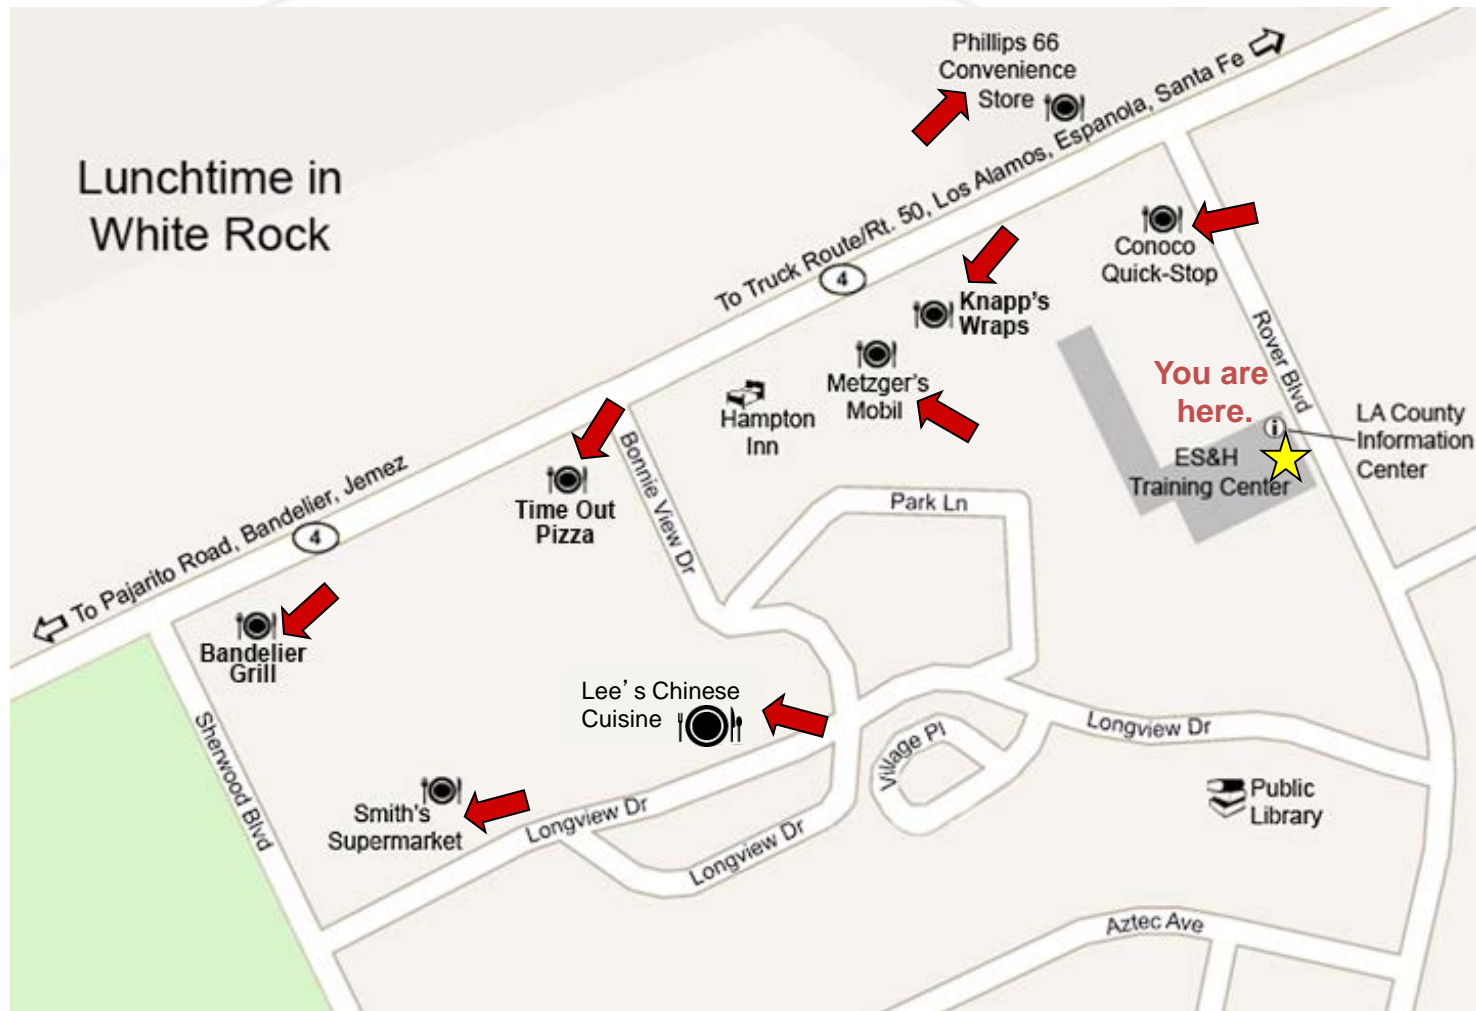 Lunchtime in
White Rock
Phillips 66
Convenience
Store
To Truck Route/Rt. 50, Los Alamos, Espanola, Santa Fe
4
Conoco
Quick-Stop
Knapp's
Wraps
Metzger's
Mobil
Hampton
Inn
Rover Blvd
You are
here.
i
LA County
Information
Center
ES&H
Training Center
To Pajarito Road, Bandelier, Jemez
4
Time Out
Pizza
Bonnie View Dr
Park Ln
Bandelier
Grill
Lee's Chinese
Cuisine
Sherwood Blvd
Village Pl
Longview Dr
Public
Library
Smith's
Supermarket
Longview Dr
Longview Dr
Aztec Ave